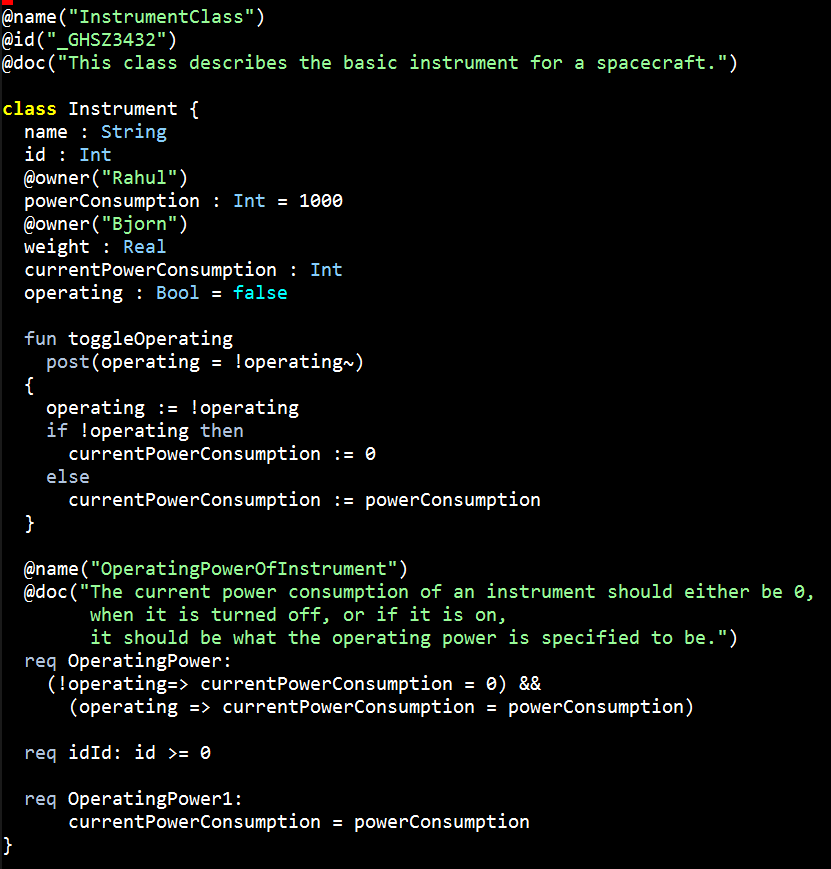 @name("InstrumentClass")
@id("_GHSZ3432")
@doc("This class describes the basic instrument for a spacecraft.")

class Instrument {
  name : String
  id : Int
  @owner("Rahul")
  powerConsumption : Int = 1000
  @owner("Bjorn")
  weight : Real
  currentPowerConsumption : Int
  operating : Bool = false

  fun toggleOperating
    post(operating = !operating~)
  {
    operating := !operating
    if !operating then
      currentPowerConsumption := 0
    else
      currentPowerConsumption := powerConsumption
  }

  @name("OperatingPowerOfInstrument")
  @doc("The current power consumption of an instrument should either be 0,
        when it is turned off, or if it is on,
        it should be what the operating power is specified to be.")
  req OperatingPower:
    (!operating=> currentPowerConsumption = 0) &&
      (operating => currentPowerConsumption = powerConsumption)

  req idId: id >= 0

  req OperatingPower1:
      currentPowerConsumption = powerConsumption
}